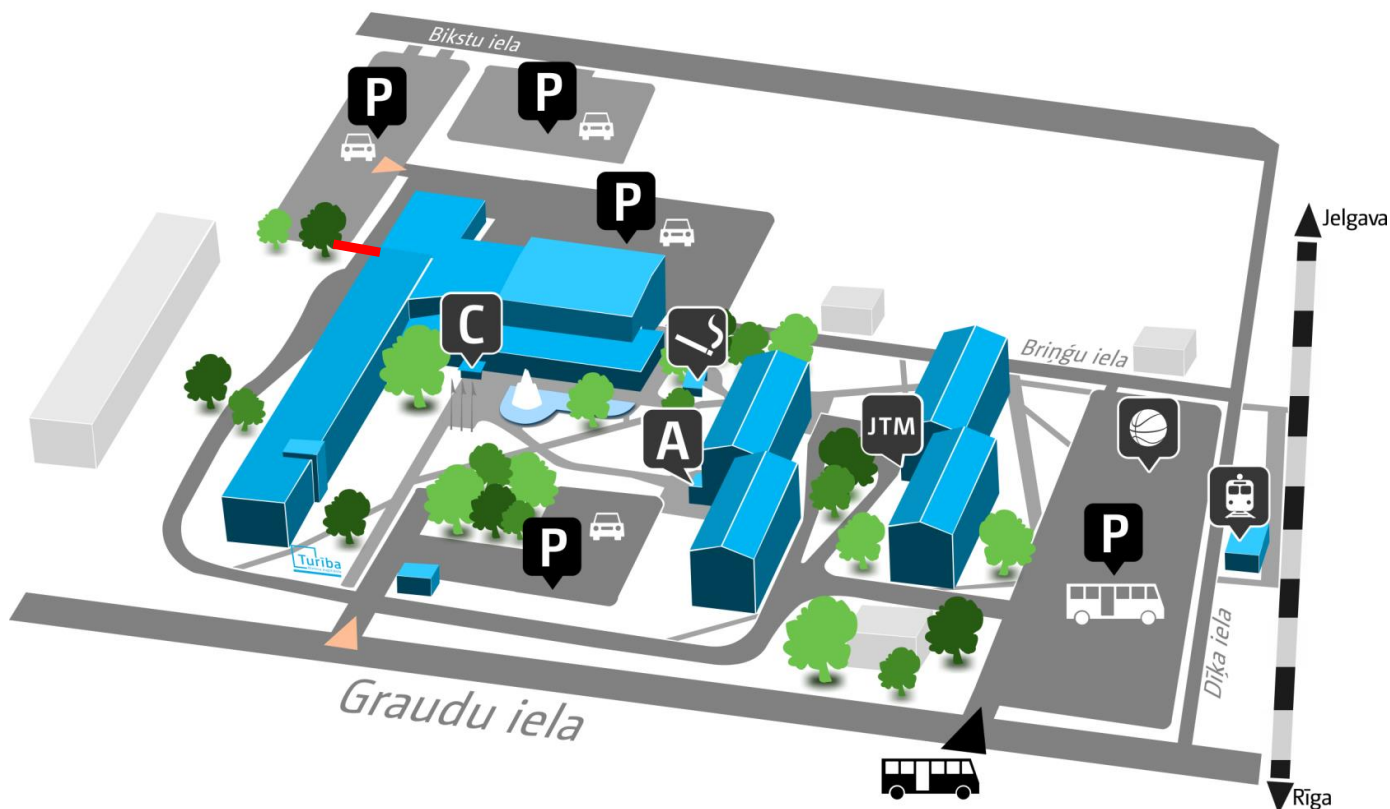 Bikstu iela
P
P
P
Jelgava
C
Briņģu iela
A
JTM
P
P
Turība
Dīķa iela
Graudu iela
Rīga